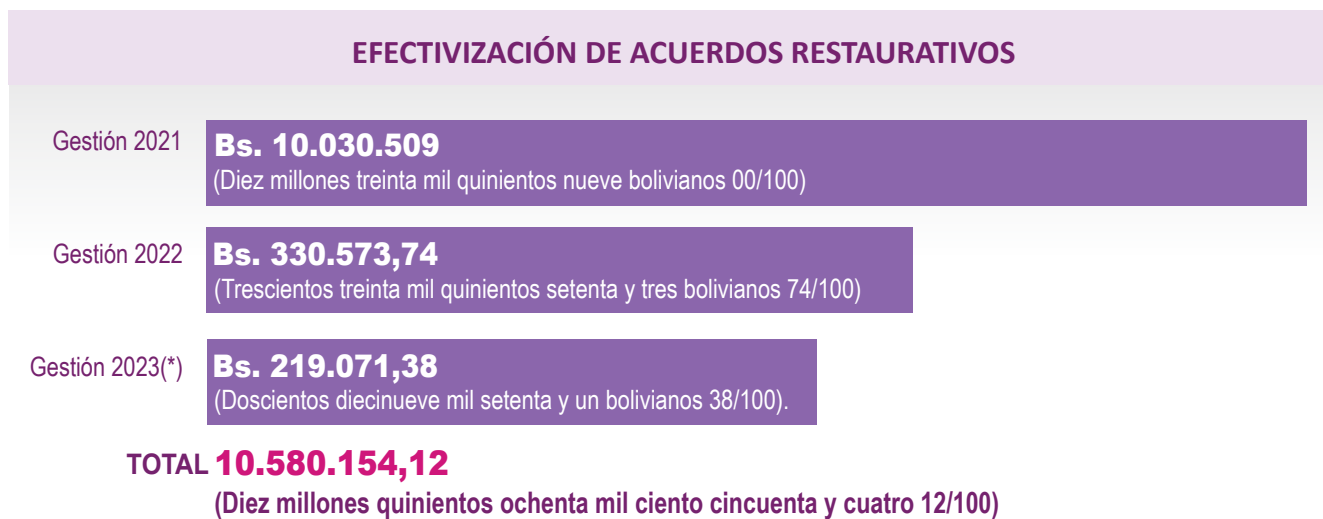 EFECTIVIZACIÓN DE ACUERDOS RESTAURATIVOS
Gestión 2021
Bs. 10.030.509
(Diez millones treinta mil quinientos nueve bolivianos 00/100)
Gestión 2022
Bs. 330.573,74
(Trescientos treinta mil quinientos setenta y tres bolivianos 74/100)
Gestión 2023(*)
Bs. 219.071,38
(Doscientos diecinueve mil setenta y un bolivianos 38/100).
TOTAL 10.580.154,12
(Diez millones quinientos ochenta mil ciento cincuenta y cuatro 12/100)